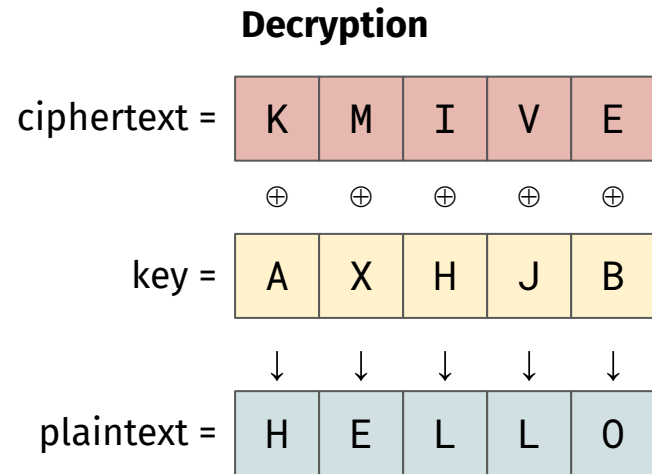 Decryption
ciphertext = K M I V E
⊕ ⊕ ⊕ ⊕ ⊕
key = A X H J B
↓ ↓ ↓ ↓ ↓
plaintext = H E L L O